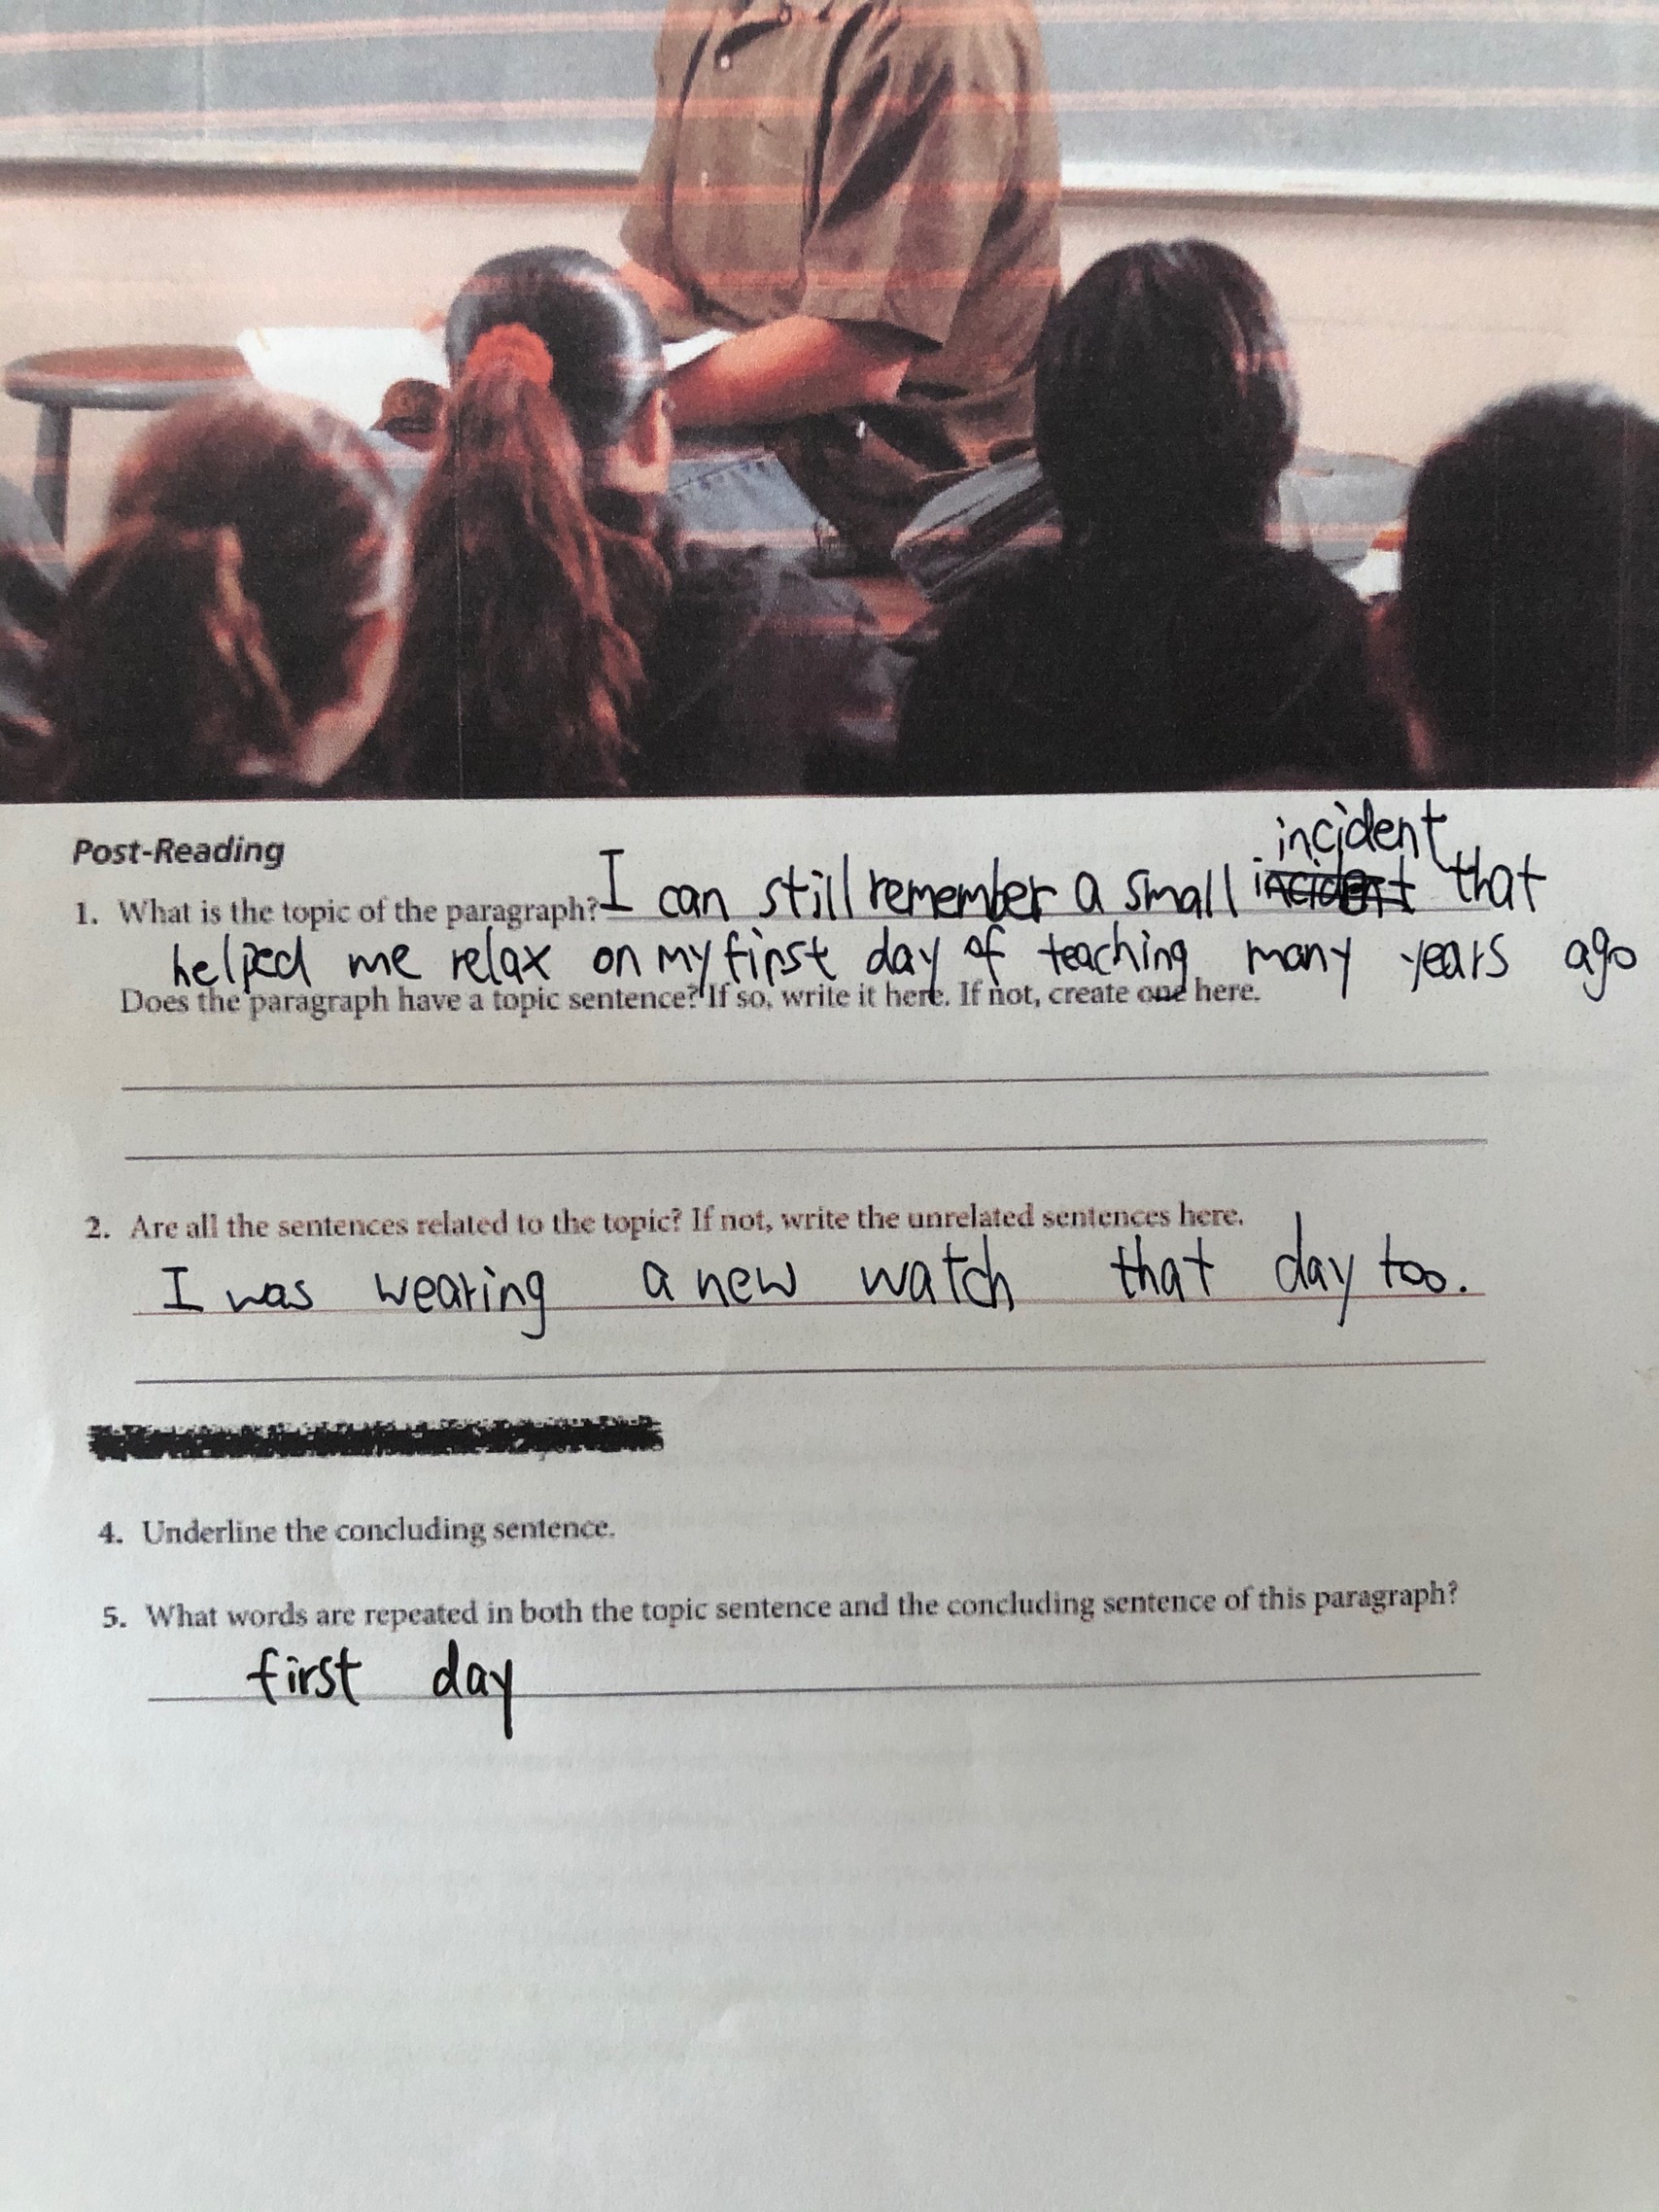 Post-Reading
1. What is the topic of the paragraph? I can still remember a small incident that
helped me relax on my first day of teaching many years ago
Does the paragraph have a topic sentence? If so, write it here. If not, create one here.
2. Are all the sentences related to the topic? If not, write the unrelated sentences here.
I was wearing a new watch that day too.
4. Underline the concluding sentence.
5. What words are repeated in both the topic sentence and the concluding sentence of this paragraph?
first day